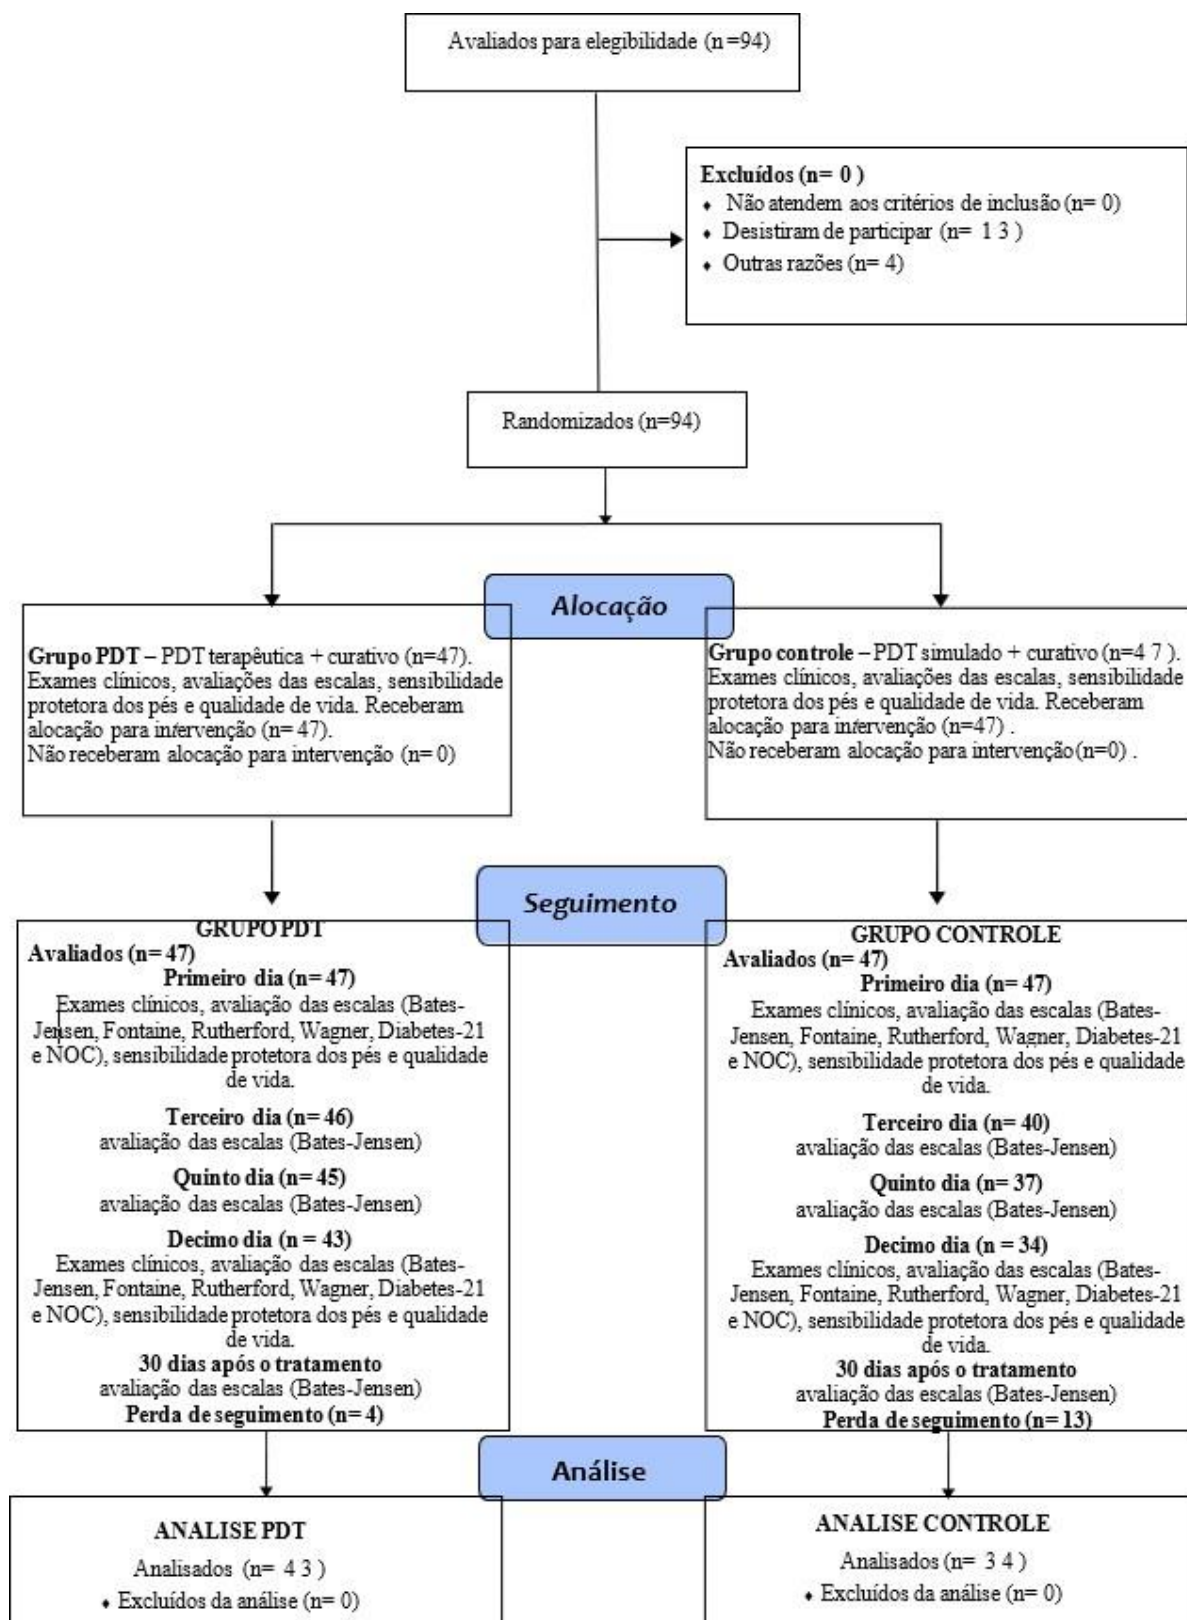 Avaliados para elegibilidade (n =94)
Excluídos (n= 0 )
⬧ Não atendem aos critérios de inclusão (n= 0)
⬧ Desistiram de participar (n= 1 3 )
⬧ Outras razões (n= 4)
Randomizados (n=94)
Alocação
Grupo PDT – PDT terapêutica + curativo (n=47).
Exames clínicos, avaliações das escalas, sensibilidade
protetora dos pés e qualidade de vida. Receberam
alocação para intervenção (n= 47).
Não receberam alocação para intervenção (n= 0)
Grupo controle – PDT simulado + curativo (n=4 7 ).
Exames clínicos, avaliações das escalas, sensibilidade
protetora dos pés e qualidade de vida. Receberam
alocação para intervenção (n=47) .
Não receberam alocação para intervenção (n=0) .
Seguimento
GRUPO PDT
Avaliados (n= 47)
Primeiro dia (n= 47)
Exames clínicos, avaliação das escalas (Bates-
Jensen, Fontaine, Rutherford, Wagner, Diabetes-21
e NOC), sensibilidade protetora dos pés e qualidade
de vida.
Terceiro dia (n= 46)
avaliação das escalas (Bates-Jensen)
Quinto dia (n= 45)
avaliação das escalas (Bates-Jensen)
Decimo dia (n = 43)
Exames clínicos, avaliação das escalas (Bates-
Jensen, Fontaine, Rutherford, Wagner, Diabetes-21
e NOC), sensibilidade protetora dos pés e qualidade
de vida.
30 dias após o tratamento
avaliação das escalas (Bates-Jensen)
Perda de seguimento (n= 4)
GRUPO CONTROLE
Avaliados (n= 47)
Primeiro dia (n= 47)
Exames clínicos, avaliação das escalas (Bates-
Jensen, Fontaine, Rutherford, Wagner, Diabetes-21
e NOC), sensibilidade protetora dos pés e qualidade
de vida.
Terceiro dia (n= 40)
avaliação das escalas (Bates-Jensen)
Quinto dia (n= 37)
avaliação das escalas (Bates-Jensen)
Decimo dia (n = 34)
Exames clínicos, avaliação das escalas (Bates-
Jensen, Fontaine, Rutherford, Wagner, Diabetes-21
e NOC), sensibilidade protetora dos pés e qualidade
de vida.
30 dias após o tratamento
avaliação das escalas (Bates-Jensen)
Perda de seguimento (n= 13)
Análise
ANALISE PDT
Analisados (n= 4 3 )
⬧ Excluídos da análise (n= 0)
ANALISE CONTROLE
Analisados (n= 3 4 )
⬧ Excluídos da análise (n= 0)